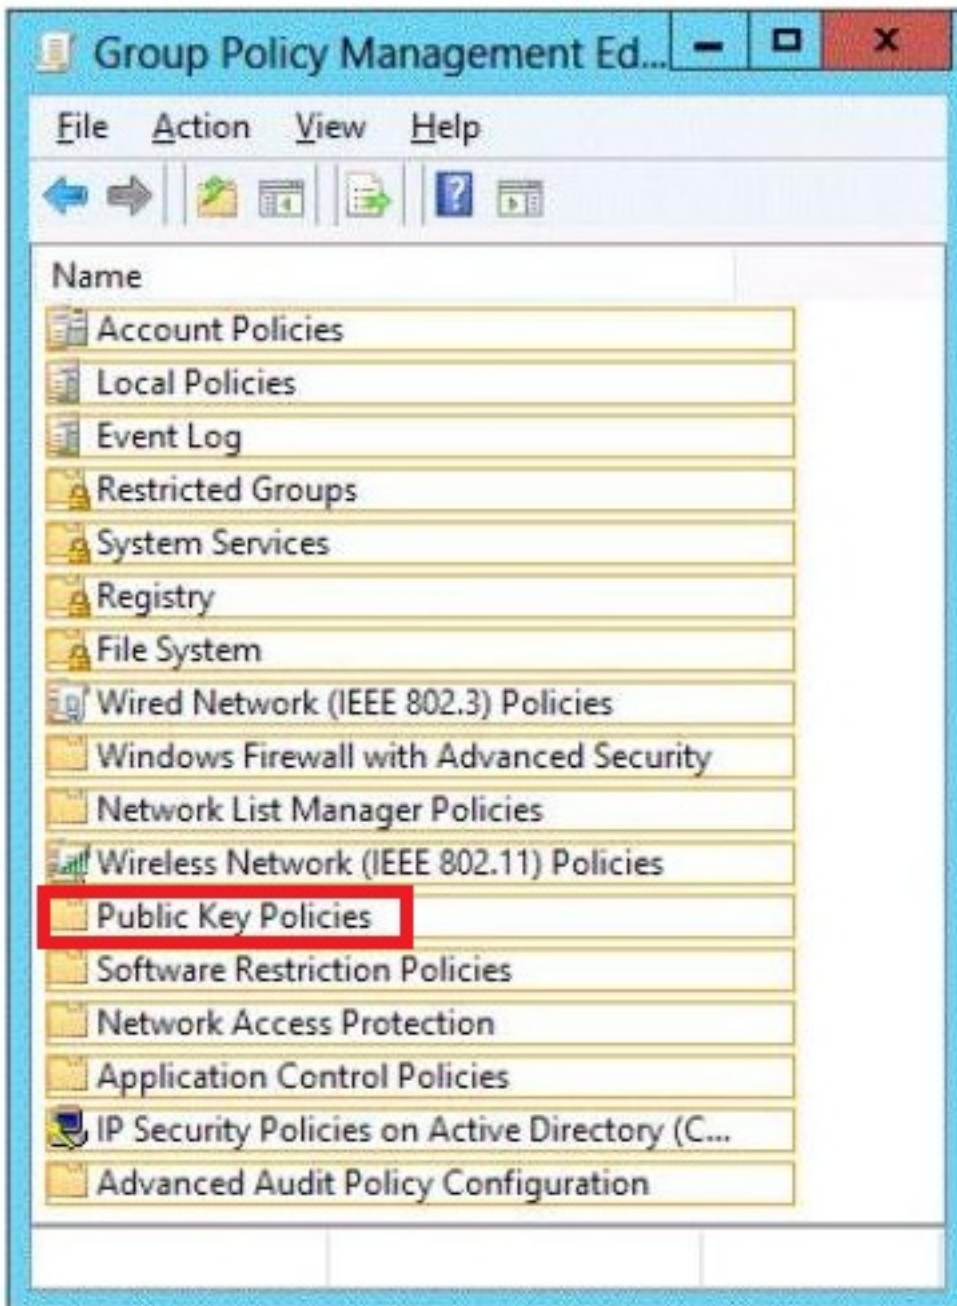 Group Policy Management Ed...
File Action View Help
Name
Account Policies
Local Policies
Event Log
Restricted Groups
System Services
Registry
File System
Wired Network (IEEE 802.3) Policies
Windows Firewall with Advanced Security
Network List Manager Policies
Wireless Network (IEEE 802.11) Policies
Public Key Policies
Software Restriction Policies
Network Access Protection
Application Control Policies
IP Security Policies on Active Directory (C...
Advanced Audit Policy Configuration